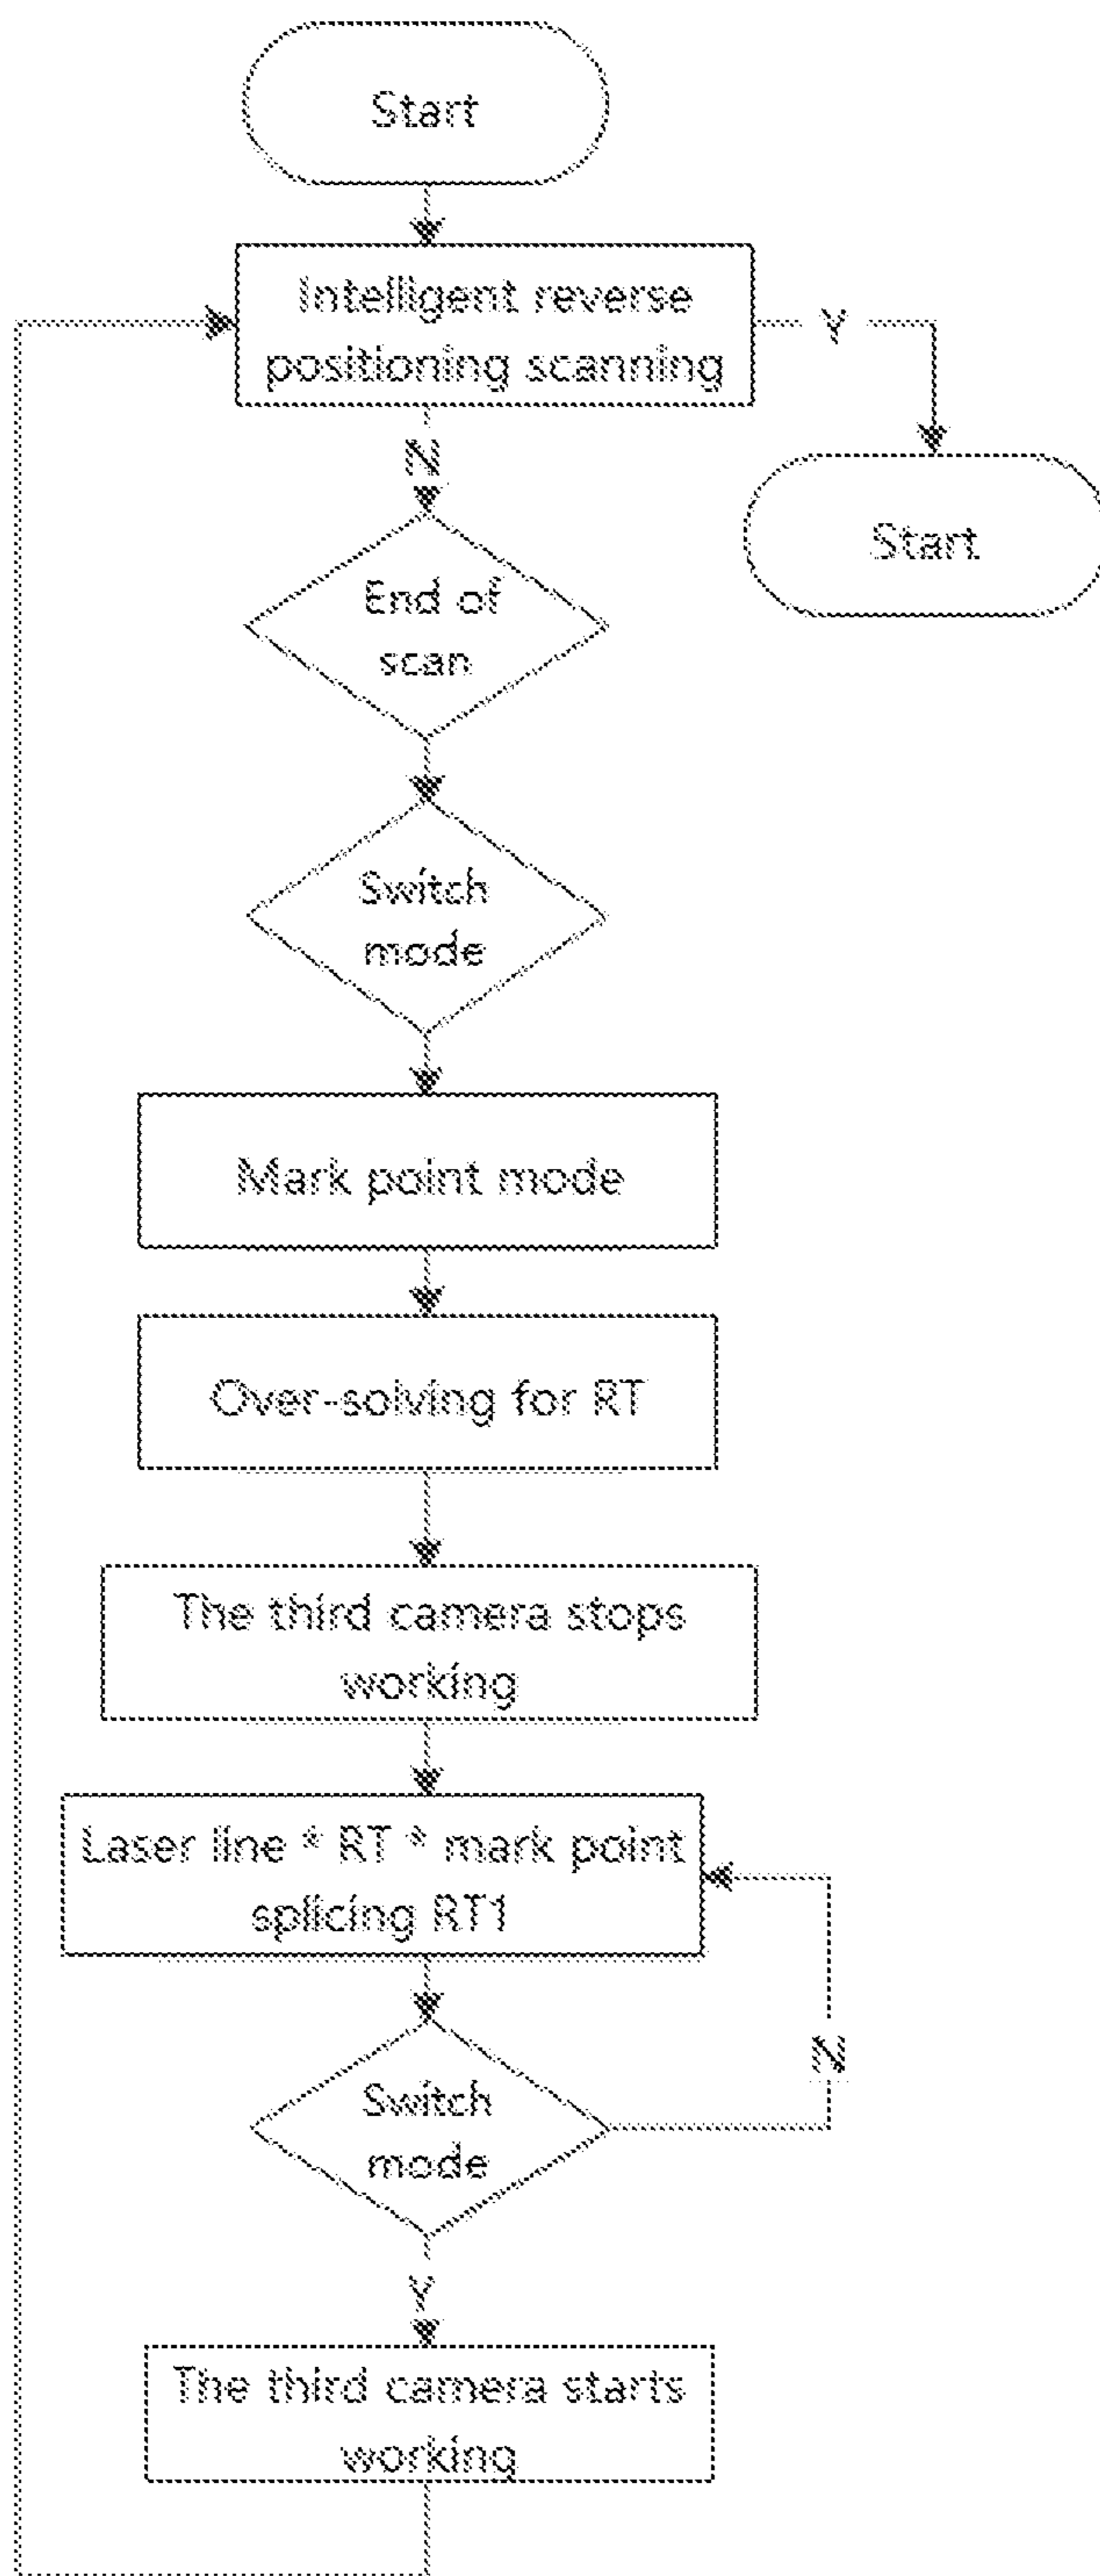 Start
Intelligent reverse
positioning scanning
Y
N
Start
End of
scan
Switch
mode
Mark point mode
Over-solving for RT
The third camera stops
working
Laser line * RT * mark point
splicing RT1
N
Switch
mode
Y
The third camera starts
working